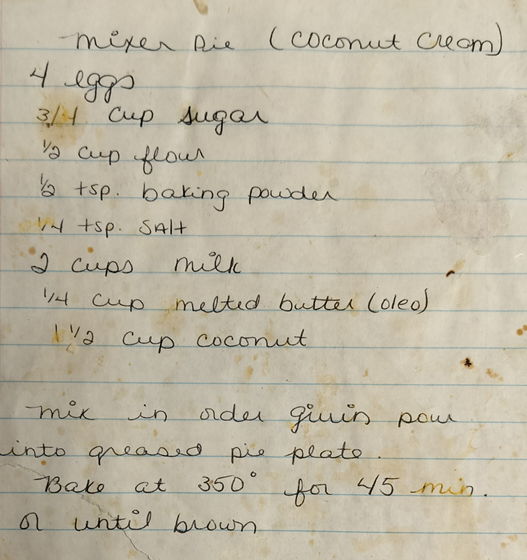 mixer pie (coconut cream)
4 eggs
3/4 cup sugar
1/2 cup flour
1/2 tsp. baking powder
1/4 tsp. SAlt
2 cups milk
1/4 cup melted butter (oleo)
1 1/2 cup coconut
mix in order givin pour
into greased pie plate.
Bake at 350° for 45 min.
or until brown